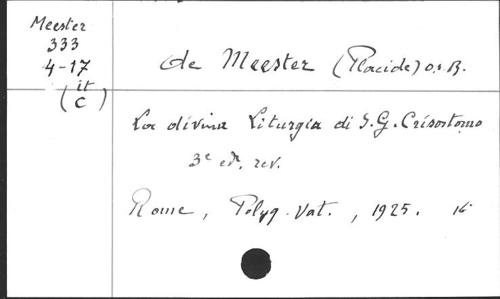 Meester
333
4-17
it
(C)
de Meester (Placide) O.S.B.
La divina Liturgia di S.G. Crisostomo
3e ed. rev.
Rome, Polyg. Vat., 1925. 16